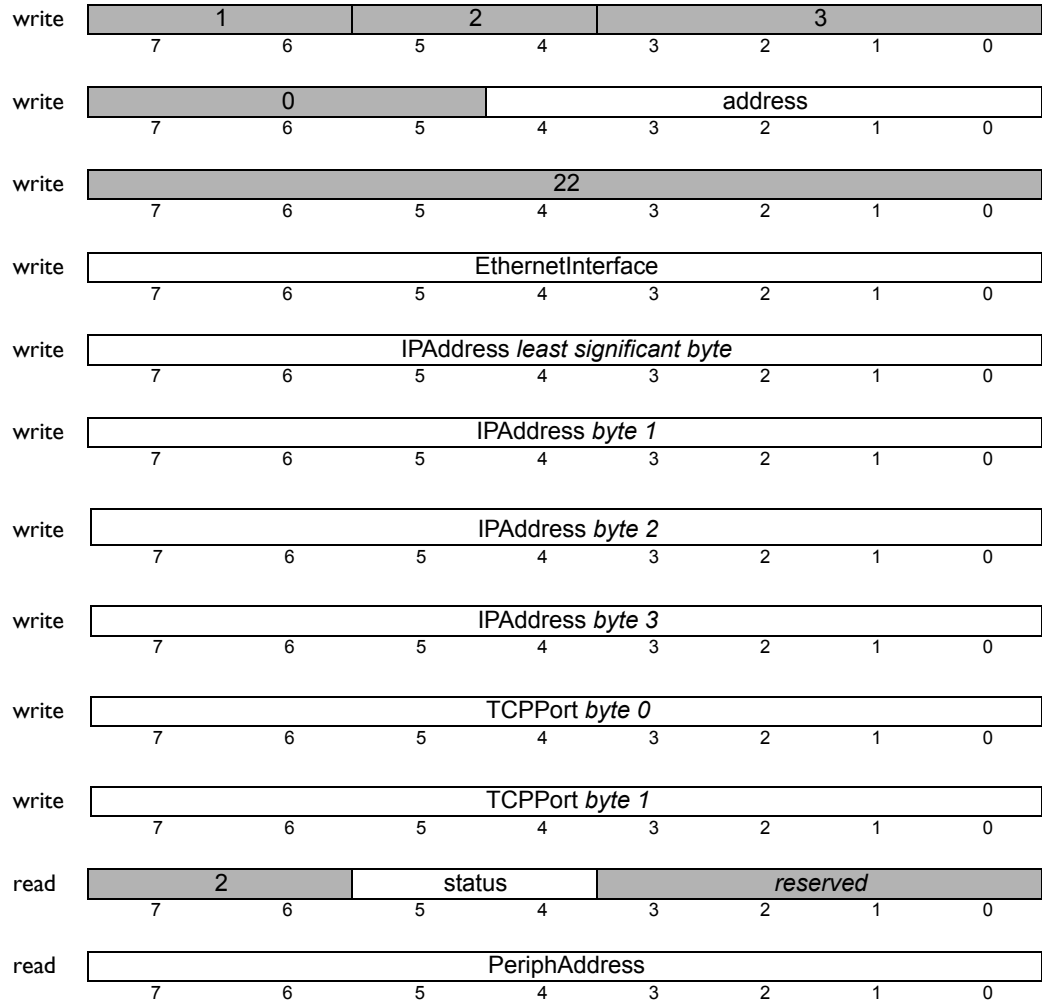 write 1 2 3
7 6 5 4 3 2 1 0
write 0 address
7 6 5 4 3 2 1 0
write 22
7 6 5 4 3 2 1 0
write EthernetInterface
7 6 5 4 3 2 1 0
write IPAddress least significant byte
7 6 5 4 3 2 1 0
write IPAddress byte 1
7 6 5 4 3 2 1 0
write IPAddress byte 2
7 6 5 4 3 2 1 0
write IPAddress byte 3
7 6 5 4 3 2 1 0
write TCPPort byte 0
7 6 5 4 3 2 1 0
write TCPPort byte 1
7 6 5 4 3 2 1 0
read 2 status reserved
7 6 5 4 3 2 1 0
read PeriphAddress
7 6 5 4 3 2 1 0